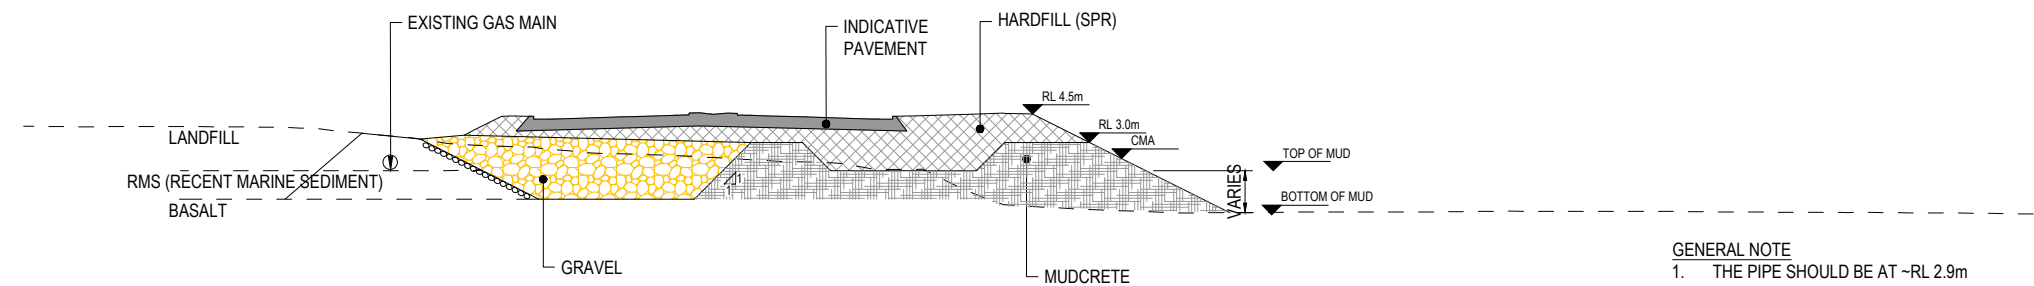 EXISTING GAS MAIN
INDICATIVE
PAVEMENT
HARDFILL (SPR)
RL 4.5m
RL 3.0m
CMA
LANDFILL
TOP OF MUD
RMS (RECENT MARINE SEDIMENT)
1
1
VARIES
BOTTOM OF MUD
BASALT
GRAVEL
MUDCRETE
GENERAL NOTE
1. THE PIPE SHOULD BE AT ~RL 2.9m